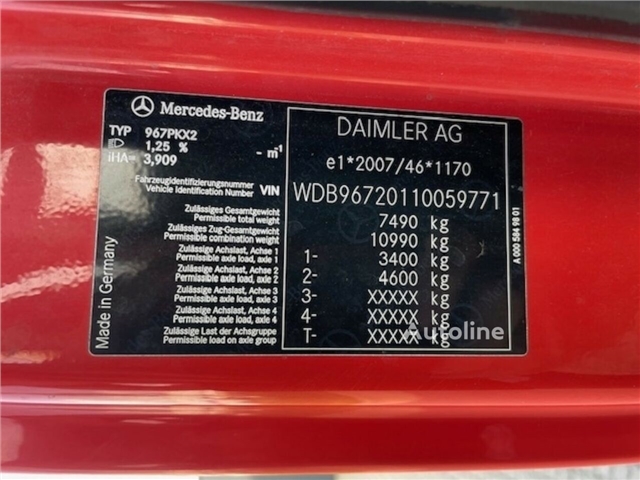 Mercedes-Benz
TYP 967PKX2
1,25 %
iHA= 3,909 - m-1
Fahrzeugidentifizierungsnummer
Vehicle Identification Number VIN
Zulässiges Gesamtgewicht
Permissible total weight
Zulässiges Zug-Gesamtgewicht
Permissible combination weight
Zulässige Achslast, Achse 1
Permissible axle load, axle 1
Zulässige Achslast, Achse 2
Permissible axle load, axle 2
Zulässige Achslast, Achse 3
Permissible axle load, axle 3
Zulässige Achslast, Achse 4
Permissible axle load, axle 4
Zulässige Last der Achsgruppe
Permissible load on axle group
Made in Germany
DAIMLER AG
e1*2007/46*1170
WDB96720110059771
7490 kg
10990 kg
1- 3400 kg
2- 4600 kg
3- XXXXX kg
4- XXXXX kg
T- XXXXX kg
A 000 584 98 01
Autoline